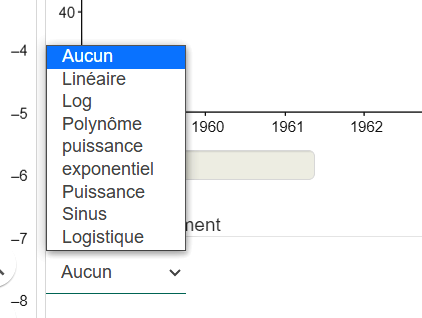 40
–4
Aucun
Linéaire
Log
Polynôme
–5
puissance
1960
1961
1962
exponentiel
–6
Puissance
Sinus
ment
–7
Logistique
Aucun
–8